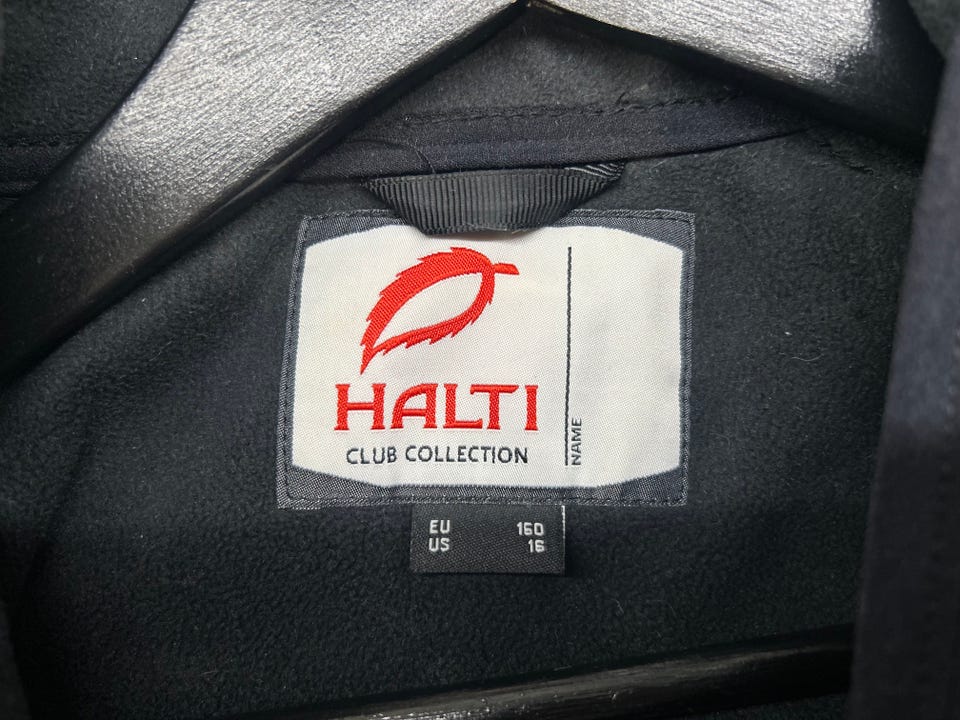 HALTI
CLUB COLLECTION
NAME
EU 160
US 16